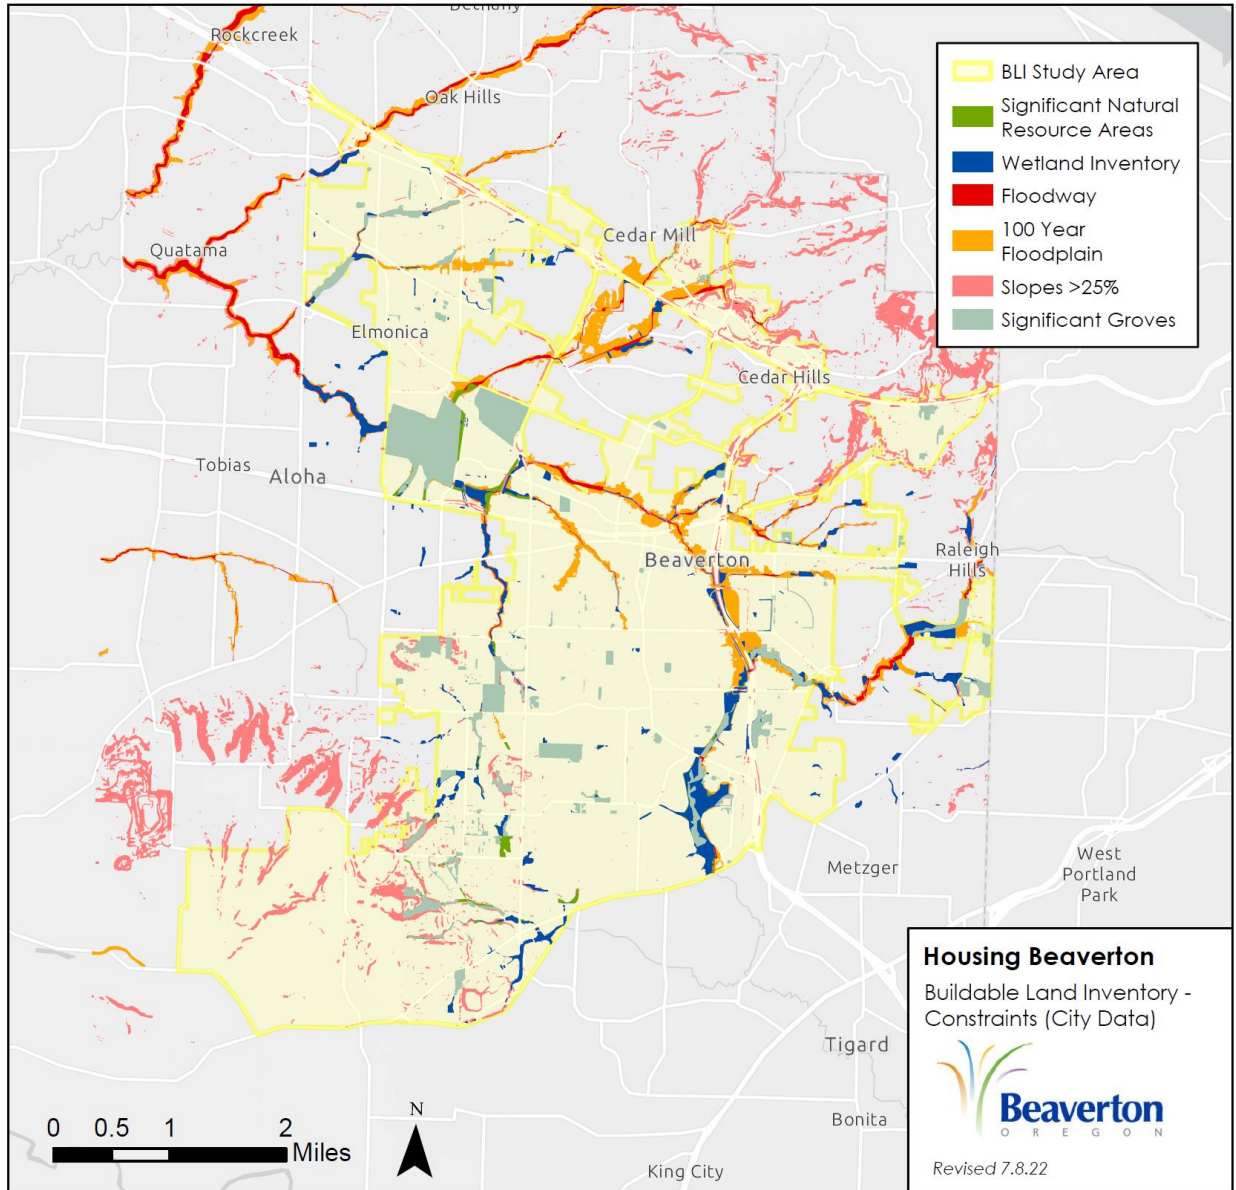 Bethany
Rockcreek
Oak Hills
BLI Study Area
Significant Natural
Resource Areas
Wetland Inventory
Floodway
100 Year
Floodplain
Slopes >25%
Significant Groves
Quatama
Cedar Mill
Elmonica
Cedar Hills
Tobias
Aloha
Beaverton
Raleigh
Hills
Metzger
West
Portland
Park
Tigard
Bonita
King City
Housing Beaverton
Buildable Land Inventory -
Constraints (City Data)
Beaverton
OREGON
Revised 7.8.22
N
0 0.5 1 2
Miles